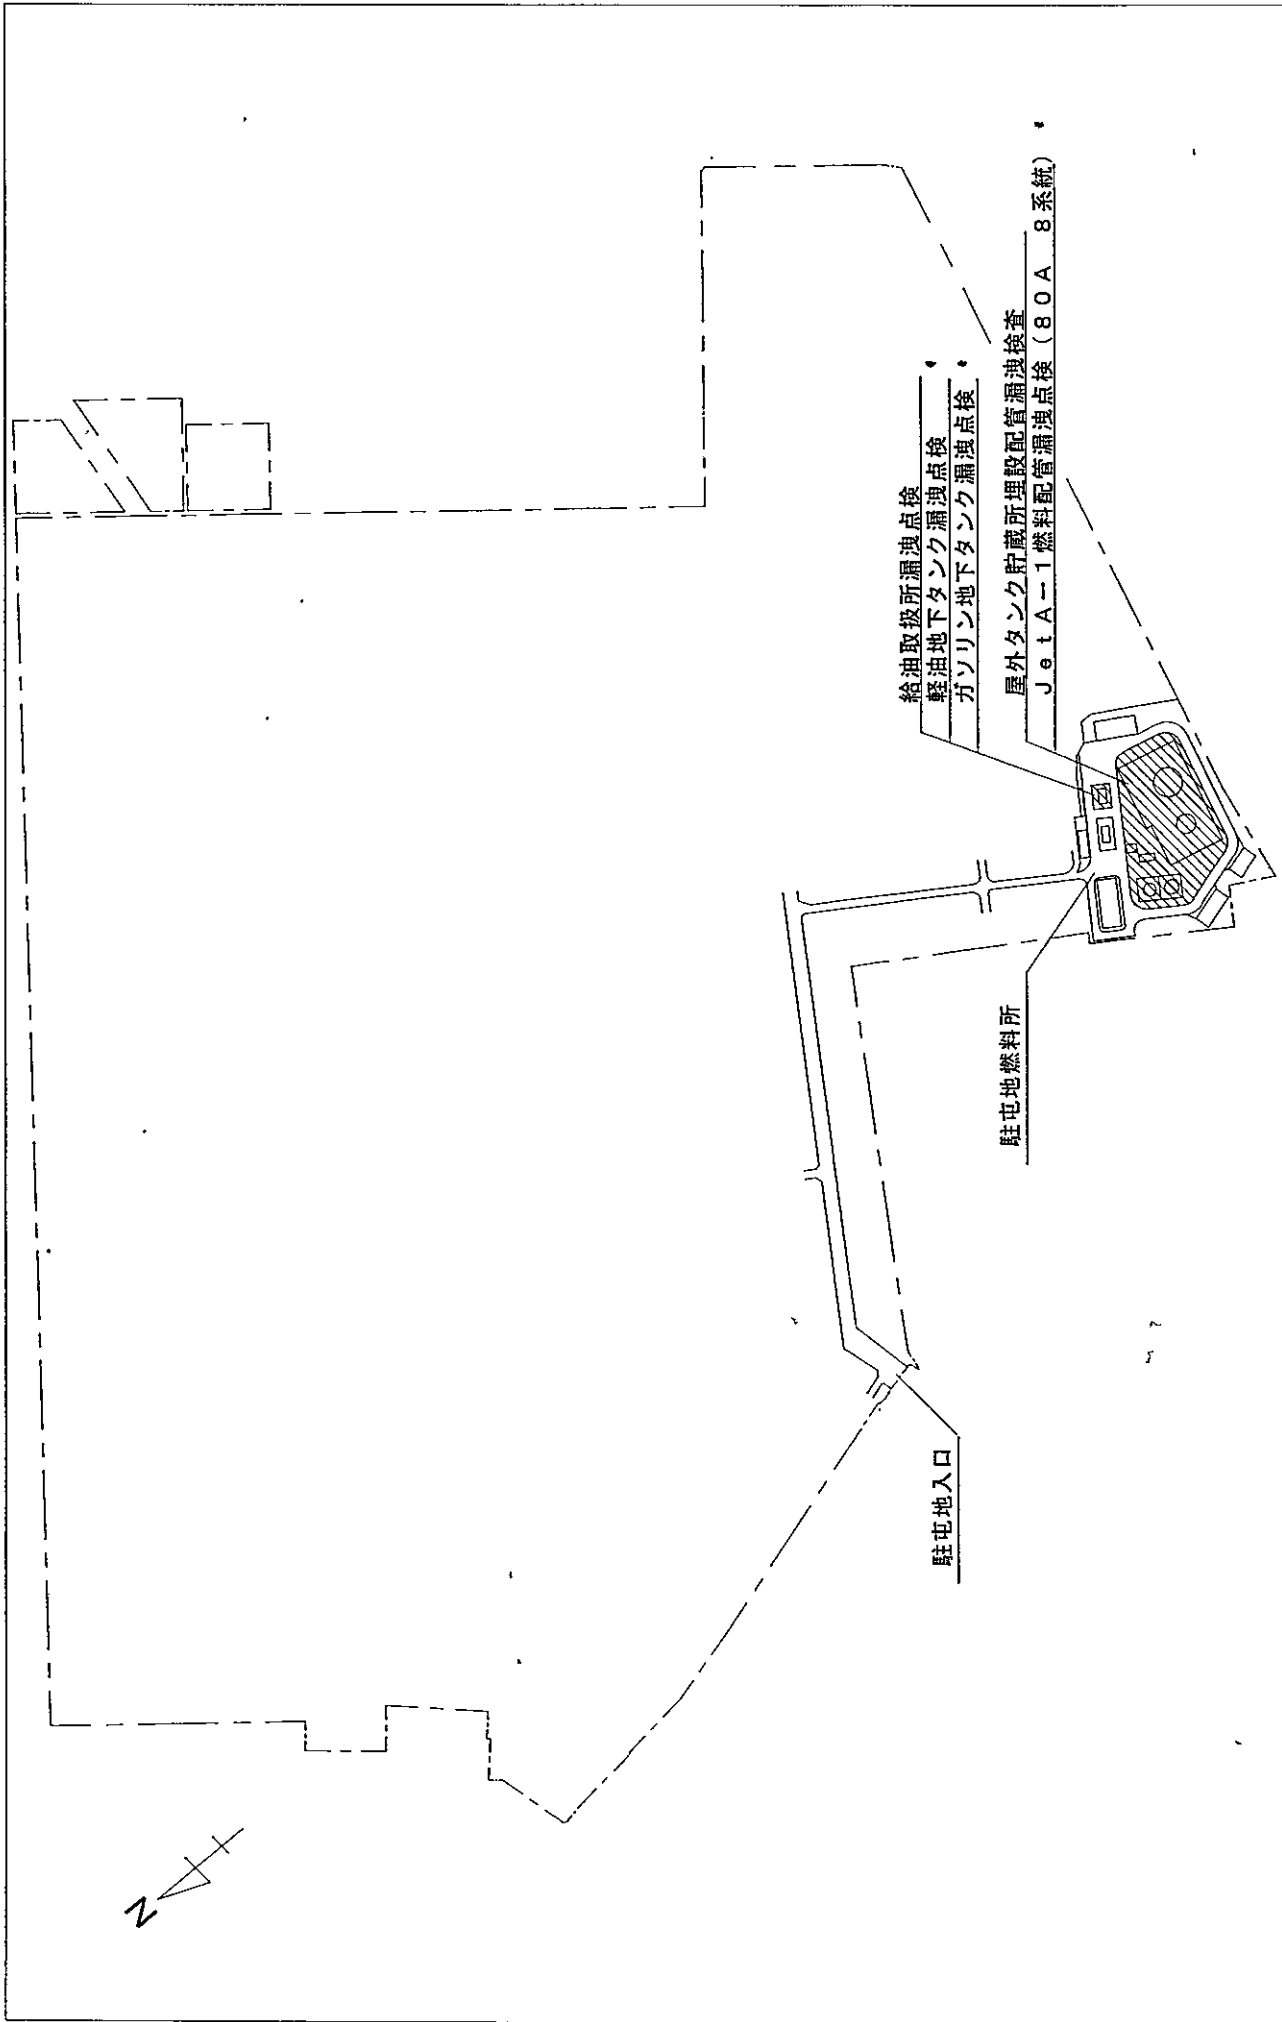 N
給油取扱所漏洩点検
軽油地下タンク漏洩点検
ガソリン地下タンク漏洩点検
屋外タンク貯蔵所埋設配管漏洩検査
JetA-1燃料配管漏洩点検(80A 8系統)
駐屯地燃料所
駐屯地入口